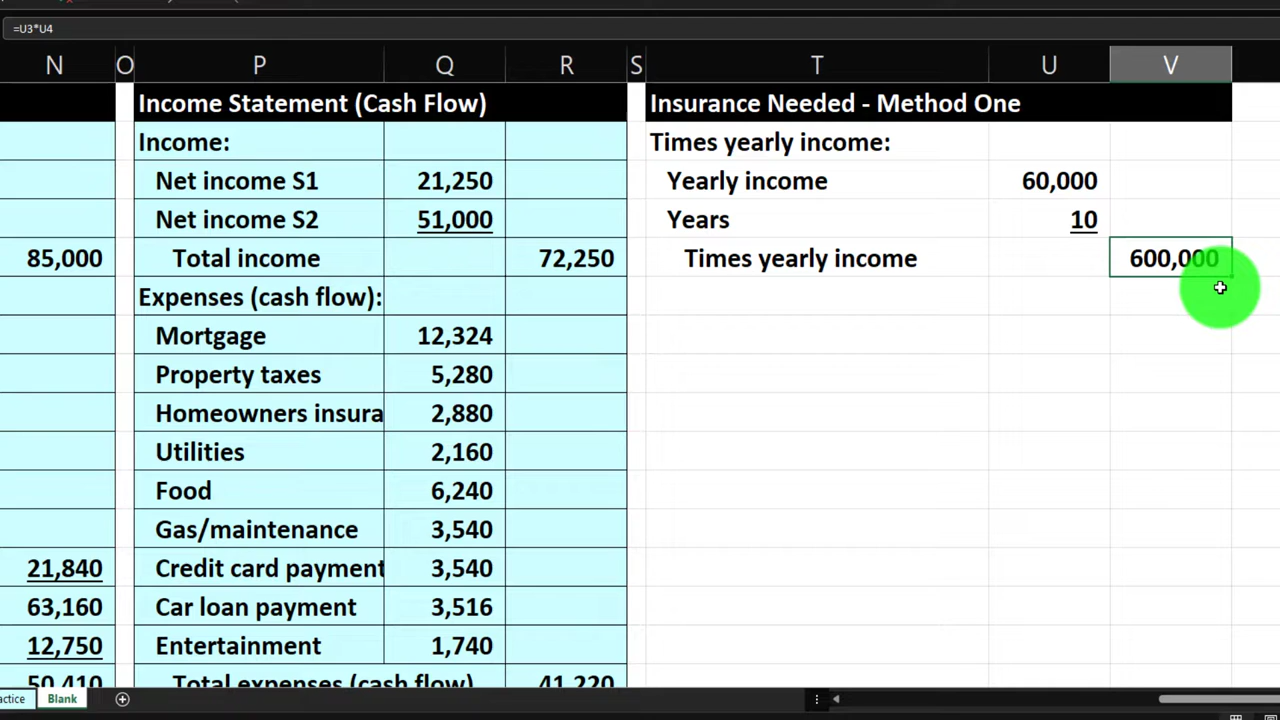 =U3*U4
N O P Q R S T U V
Income Statement (Cash Flow) Insurance Needed - Method One
Income: Times yearly income:
Net income S1 21,250 Yearly income 60,000
Net income S2 51,000 Years 10
85,000 Total income 72,250 Times yearly income 600,000
Expenses (cash flow):
Mortgage 12,324
Property taxes 5,280
Homeowners insura 2,880
Utilities 2,160
Food 6,240
Gas/maintenance 3,540
21,840 Credit card payment 3,540
63,160 Car loan payment 3,516
12,750 Entertainment 1,740
50,410 Total expenses (cash flow) 41,220
actice Blank